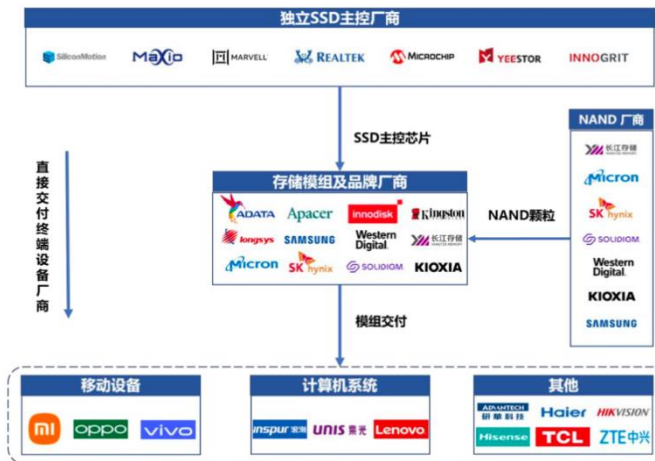 独立SSD主控厂商
SiliconMotion MAXIO MARVELL REALTEK MICROCHIP YEESTOR INNOGRIT
SSD主控芯片
NAND 厂商
长江存储
Micron
SK hynix
SOLIDIGM
Western Digital.
KIOXIA
SAMSUNG
直接交付终端设备厂商
存储模组及品牌厂商
ADATA Apacer innodisk Kingston
longsys SAMSUNG Western Digital. 长江存储
Micron SK hynix SOLIDIGM KIOXIA
NAND颗粒
模组交付
移动设备
mi oppo vivo
计算机系统
inspur 浪潮 UNIS 紫光 Lenovo
其他
ADVANTECH 研華科技 Haier HIKVISION
Hisense TCL ZTE中兴